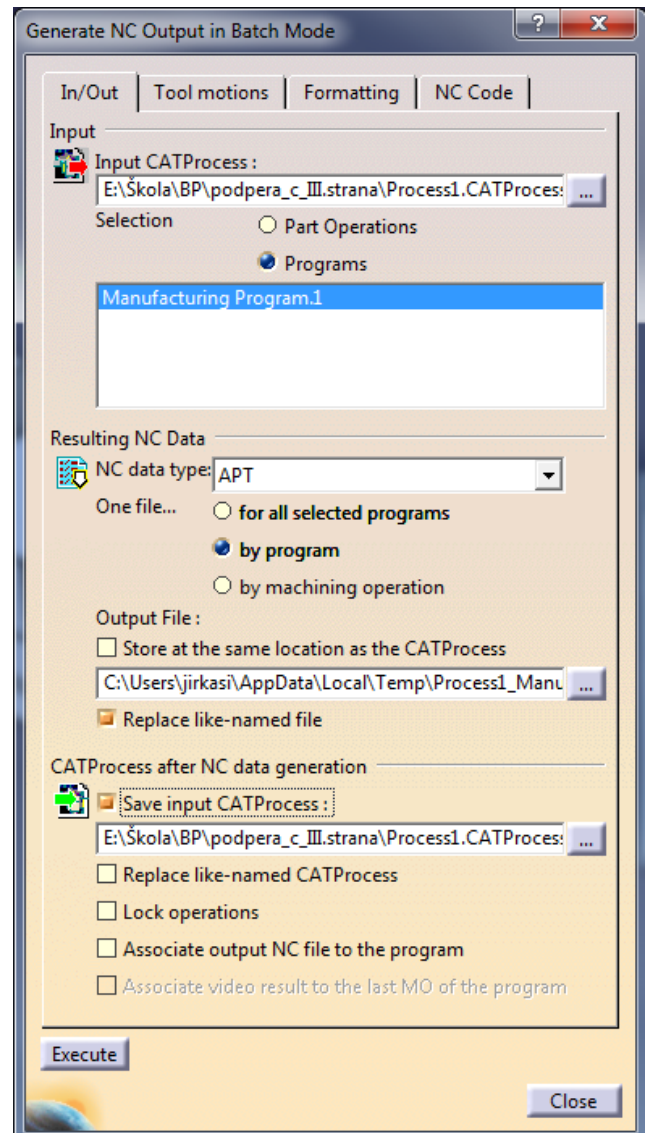 Generate NC Output in Batch Mode
In/Out Tool motions Formatting NC Code
Input
Input CATProcess :
E:\Škola\BP\podpera_c_III.strana\Process1.CATProces
...
Selection
Part Operations
Programs
Manufacturing Program.1
Resulting NC Data
NC data type: APT
One file...
for all selected programs
by program
by machining operation
Output File :
Store at the same location as the CATProcess
C:\Users\jirkasi\AppData\Local\Temp\Process1_Manu
...
Replace like-named file
CATProcess after NC data generation
Save input CATProcess :
E:\Škola\BP\podpera_c_III.strana\Process1.CATProces
...
Replace like-named CATProcess
Lock operations
Associate output NC file to the program
Associate video result to the last MO of the program
Execute
Close